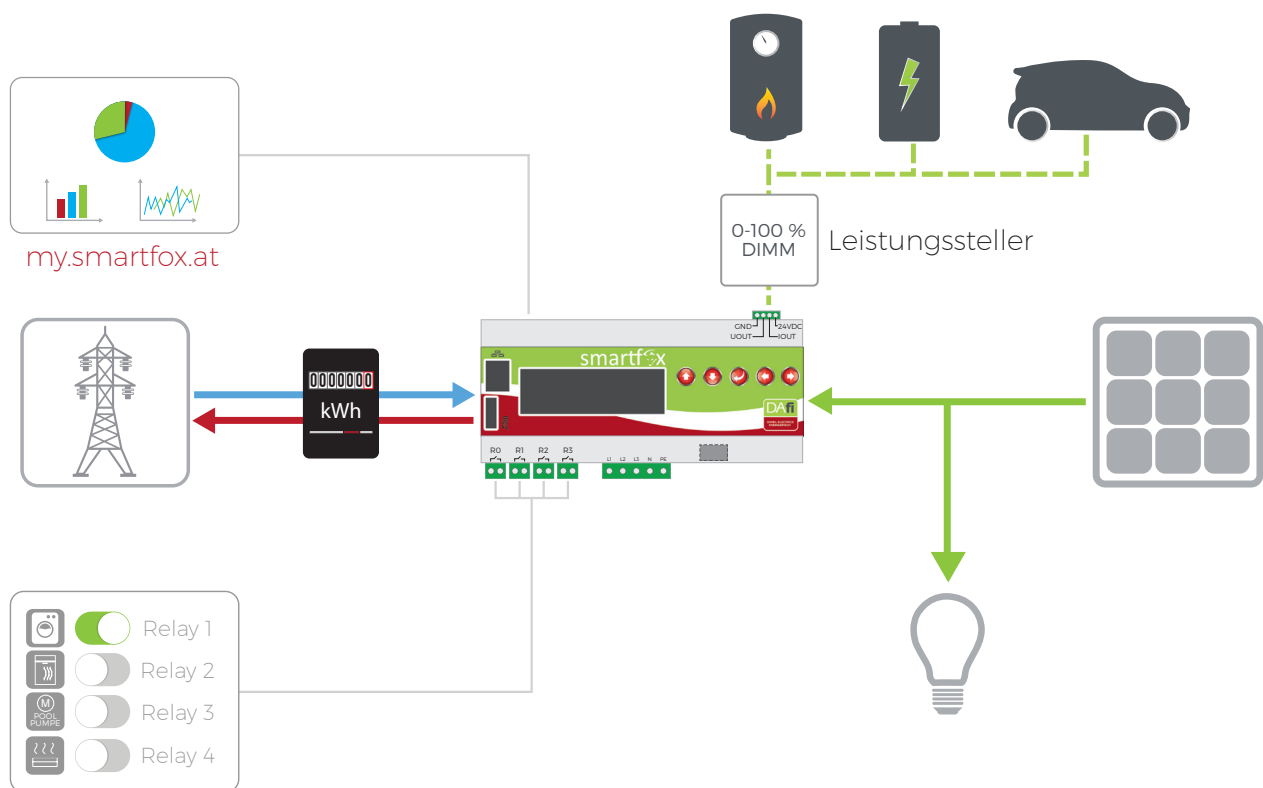 my.smartfox.at
0-100 %
DIMM
Leistungssteller
GND
24VDC
UOUT
IOUT
smartfox
0000000
kWh
DAfi
R0 R1 R2 R3
L1 L2 L3 N PE
Relay 1
Relay 2
M
POOL
PUMPE
Relay 3
Relay 4